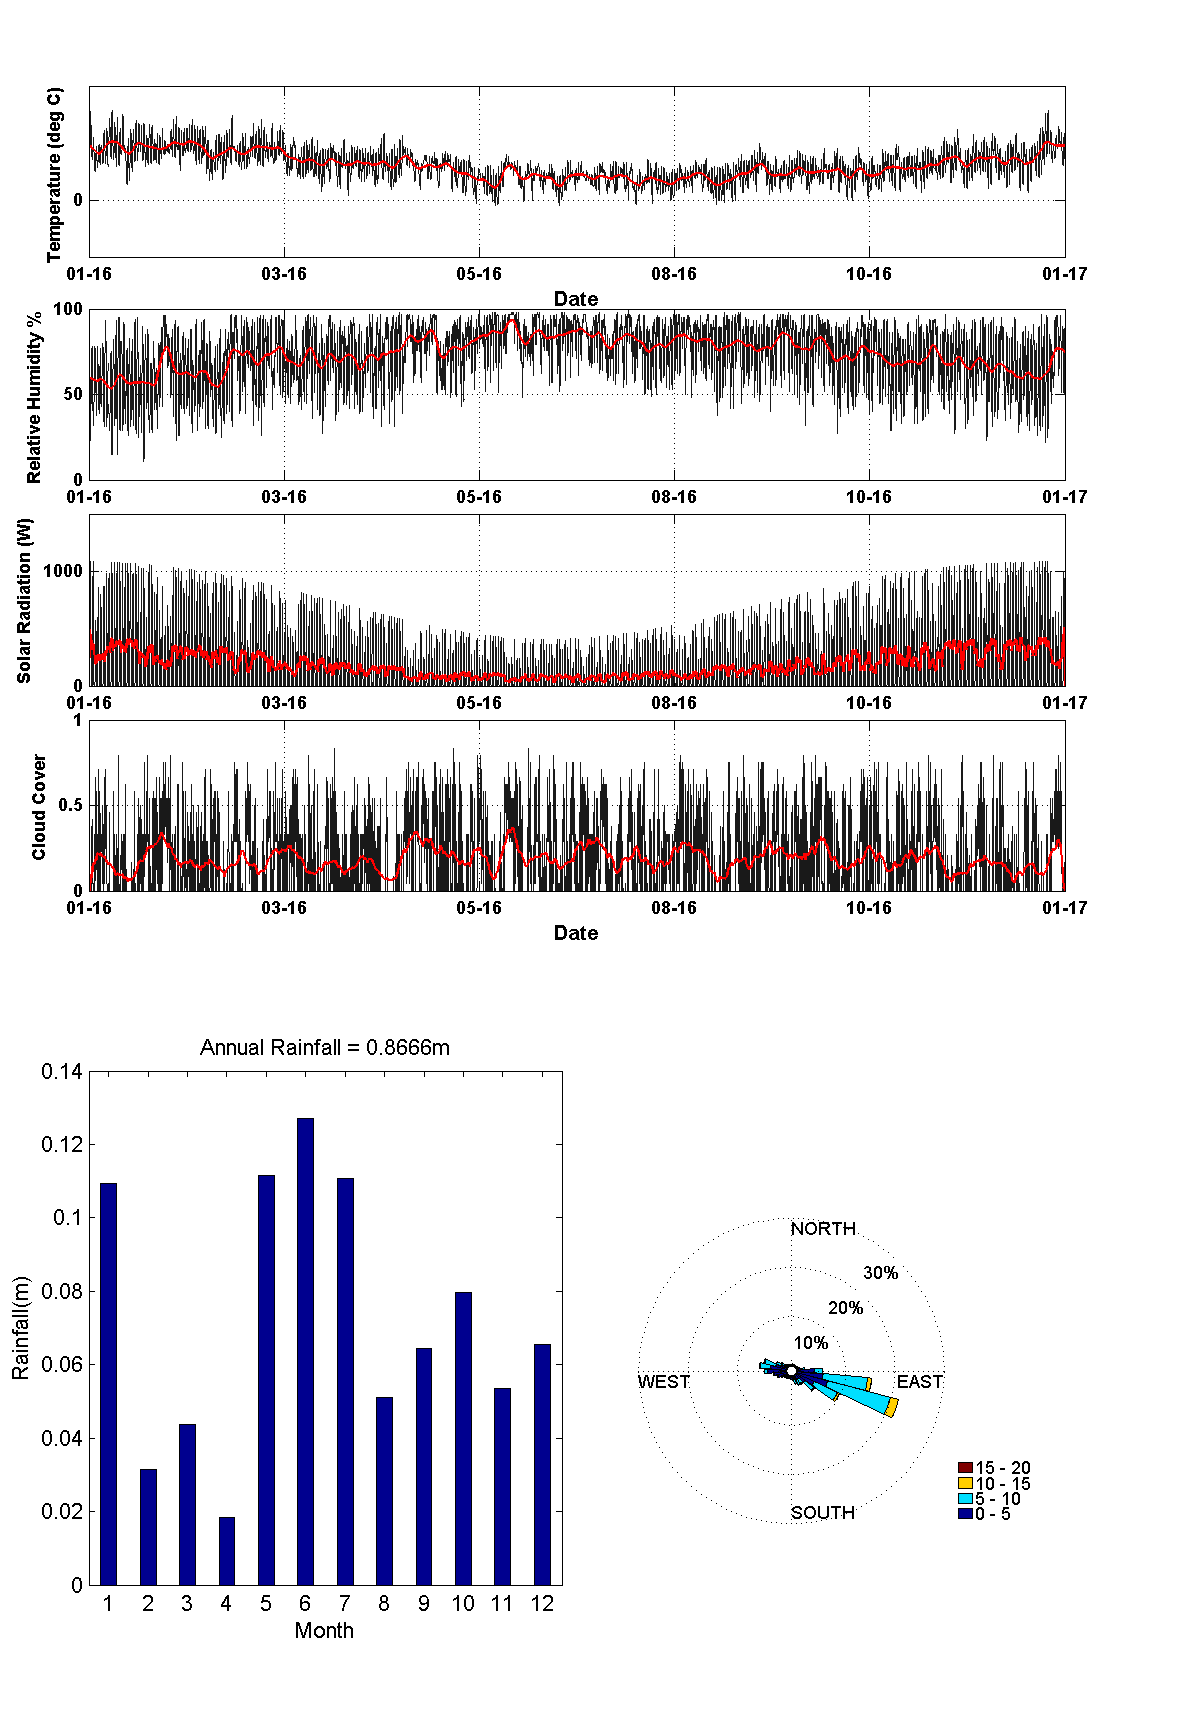 Temperature (deg C)
0
01-16 03-16 05-16 08-16 10-16 01-17
Date
Relative Humidity %
100
50
0
01-16 03-16 05-16 08-16 10-16 01-17
Solar Radiation (W)
1000
0
01-16 03-16 05-16 08-16 10-16 01-17
Cloud Cover
1
0.5
0
01-16 03-16 05-16 08-16 10-16 01-17
Date
Annual Rainfall = 0.8666m
Rainfall(m)
0.14
0.12
0.1
0.08
0.06
0.04
0.02
0
1 2 3 4 5 6 7 8 9 10 11 12
Month
NORTH
30%
20%
10%
WEST EAST
SOUTH
15 - 20
10 - 15
5 - 10
0 - 5